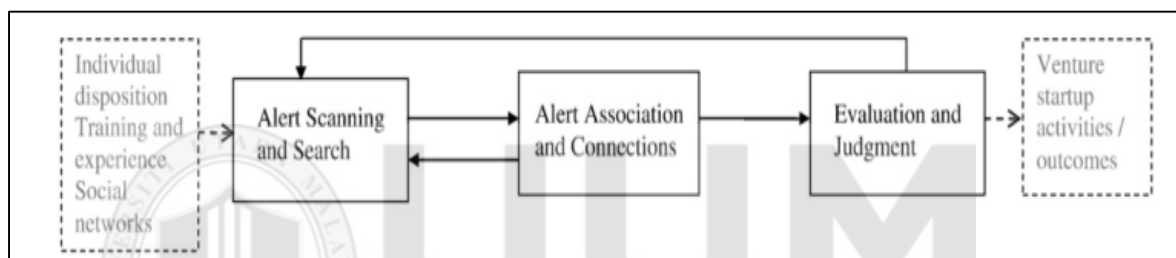 Individual
disposition
Training and
experience
Social
networks
Alert Scanning
and Search
Alert Association
and Connections
Evaluation and
Judgment
Venture
startup
activities /
outcomes
UUM